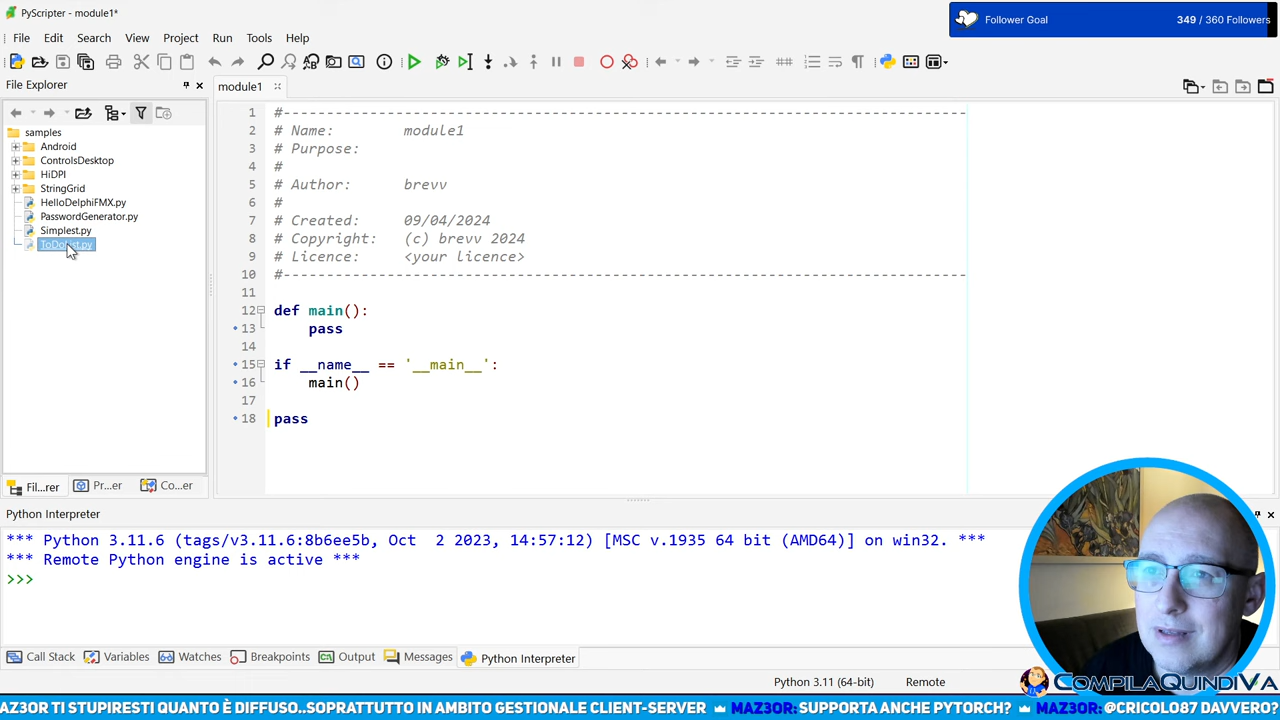 PyScripter - module1*
Follower Goal
349 / 360 Followers
File Edit Search View Project Run Tools Help
File Explorer
module1
samples
Android
ControlsDesktop
HiDPI
StringGrid
HelloDelphiFMX.py
PasswordGenerator.py
Simplest.py
1 #-------------------------------------------------------------------------------
2 # Name: module1
3 # Purpose:
4 #
5 # Author: brevv
6 #
7 # Created: 09/04/2024
8 # Copyright: (c) brevv 2024
9 # Licence: <your licence>
10 #-------------------------------------------------------------------------------
11
12 def main():
13 pass
14
15 if __name__ == '__main__':
16 main()
17
18 pass
Fil...rer Pr...er Co...er
Python Interpreter
*** Python 3.11.6 (tags/v3.11.6:8b6ee5b, Oct 2 2023, 14:57:12) [MSC v.1935 64 bit (AMD64)] on win32. ***
*** Remote Python engine is active ***
>>>
Call Stack Variables Watches Breakpoints Output Messages Python Interpreter
Python 3.11 (64-bit) Remote
COMPILAQUINDIVA
AZ3OR TI STUPIRESTI QUANTO È DIFFUSO..SOPRATTUTTO IN AMBITO GESTIONALE CLIENT-SERVER MAZ3OR: SUPPORTA ANCHE PYTORCH? MAZ3OR: @CRICOLO87 DAVVERO?